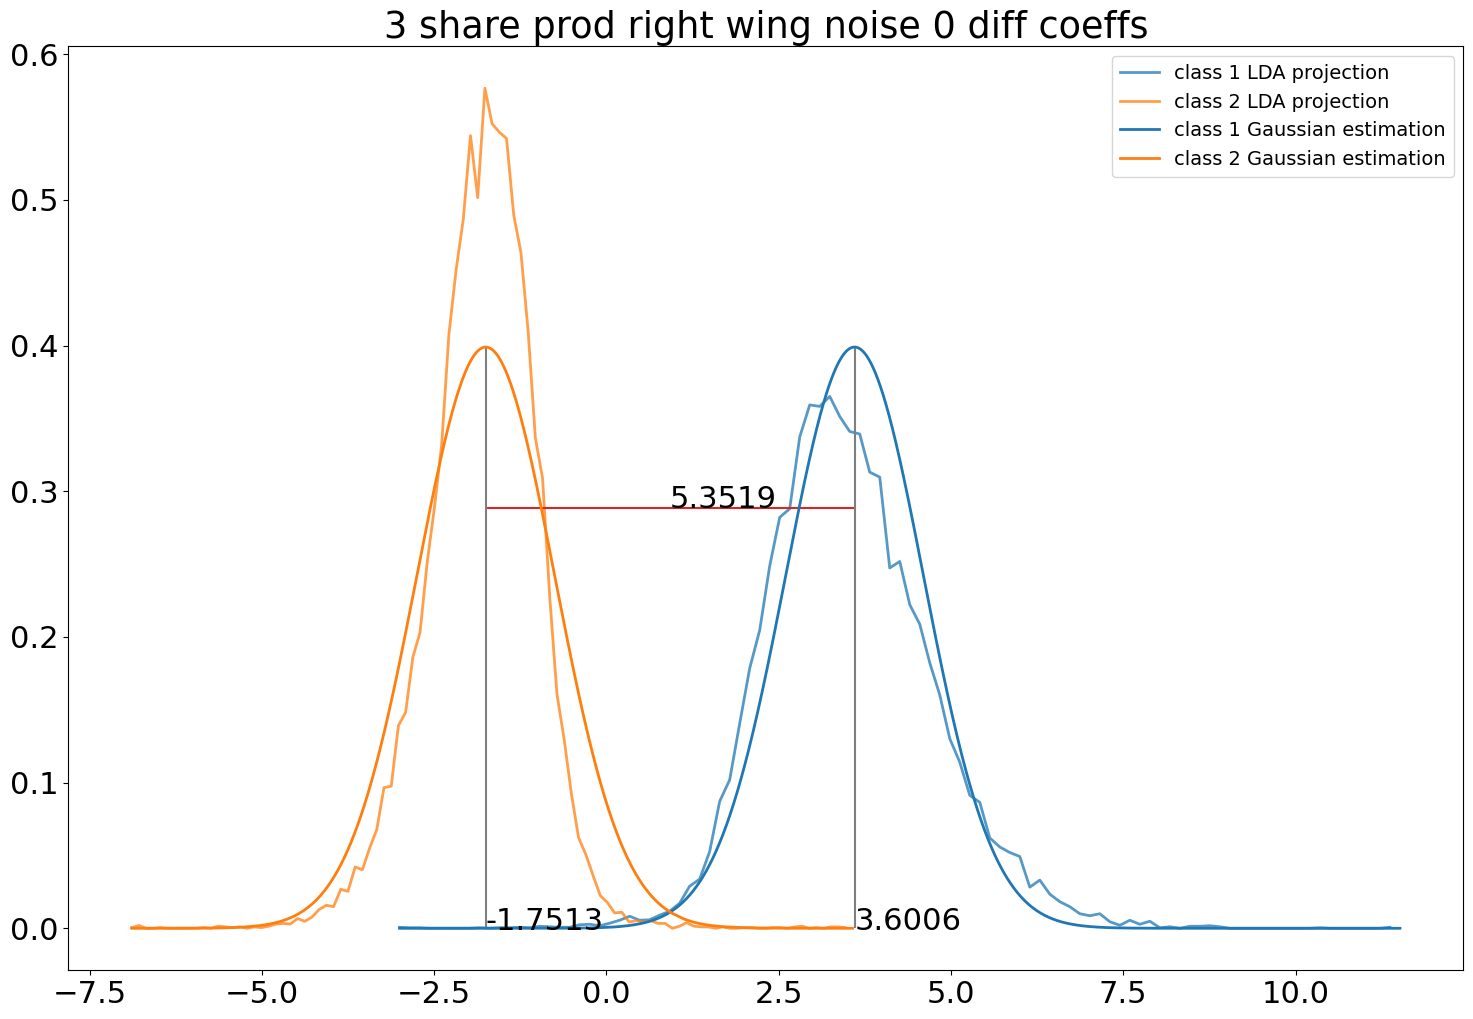 3 share prod right wing noise 0 diff coeffs
class 1 LDA projection
class 2 LDA projection
class 1 Gaussian estimation
class 2 Gaussian estimation
0.6
0.5
0.4
0.3
0.2
0.1
0.0
5.3519
-1.7513
3.6006
−7.5 −5.0 −2.5 0.0 2.5 5.0 7.5 10.0